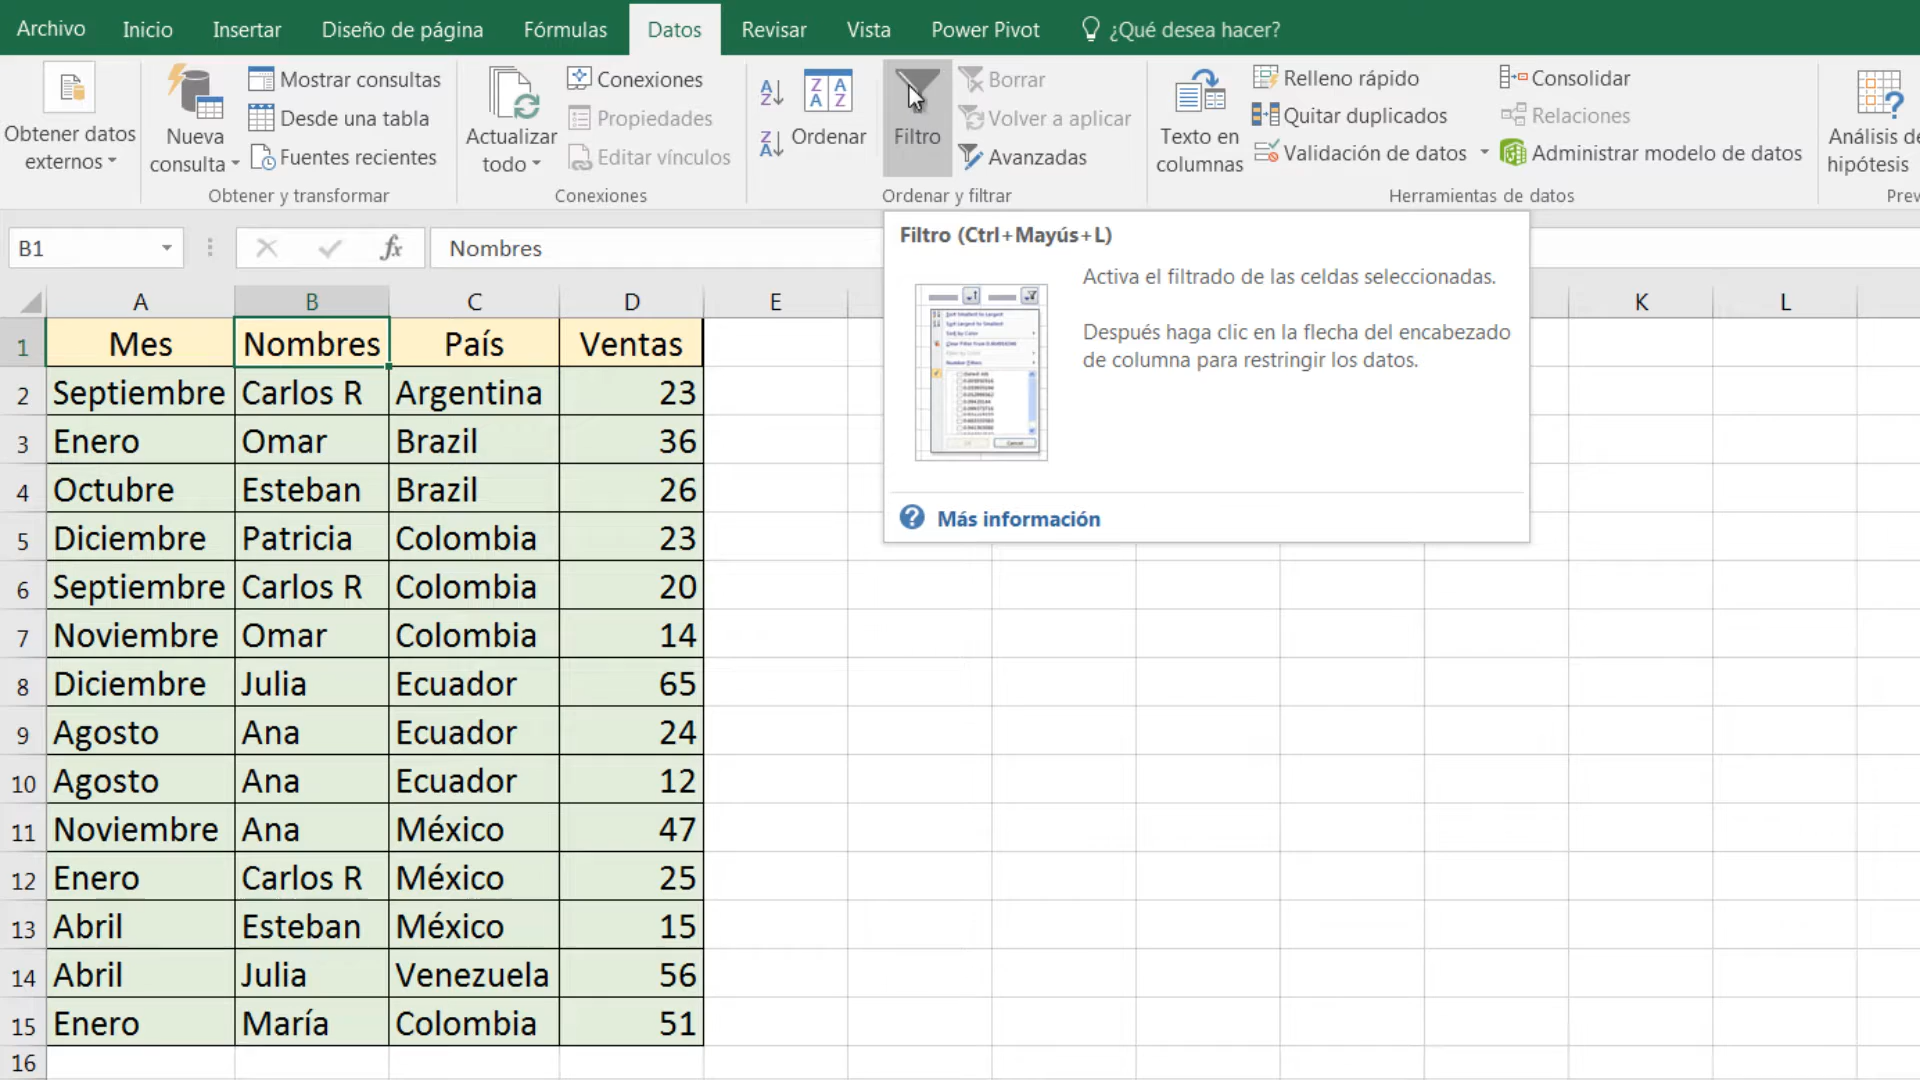 Archivo
Inicio
Insertar
Diseño de página
Fórmulas
Datos
Revisar
Vista
Power Pivot
¿Qué desea hacer?
Obtener datos
externos
Nueva
consulta
Mostrar consultas
Desde una tabla
Fuentes recientes
Obtener y transformar
Actualizar
todo
Conexiones
Propiedades
Editar vínculos
Conexiones
Ordenar
Filtro
Borrar
Volver a aplicar
Avanzadas
Ordenar y filtrar
Texto en
columnas
Relleno rápido
Quitar duplicados
Validación de datos
Consolidar
Relaciones
Administrar modelo de datos
Herramientas de datos
Análisis de
hipótesis
Prev
B1
fx
Nombres
Filtro (Ctrl+Mayús+L)
Activa el filtrado de las celdas seleccionadas.
Después haga clic en la flecha del encabezado
de columna para restringir los datos.
Más información
A B C D E K L
1 Mes Nombres País Ventas
2 Septiembre Carlos R Argentina 23
3 Enero Omar Brazil 36
4 Octubre Esteban Brazil 26
5 Diciembre Patricia Colombia 23
6 Septiembre Carlos R Colombia 20
7 Noviembre Omar Colombia 14
8 Diciembre Julia Ecuador 65
9 Agosto Ana Ecuador 24
10 Agosto Ana Ecuador 12
11 Noviembre Ana México 47
12 Enero Carlos R México 25
13 Abril Esteban México 15
14 Abril Julia Venezuela 56
15 Enero María Colombia 51
16